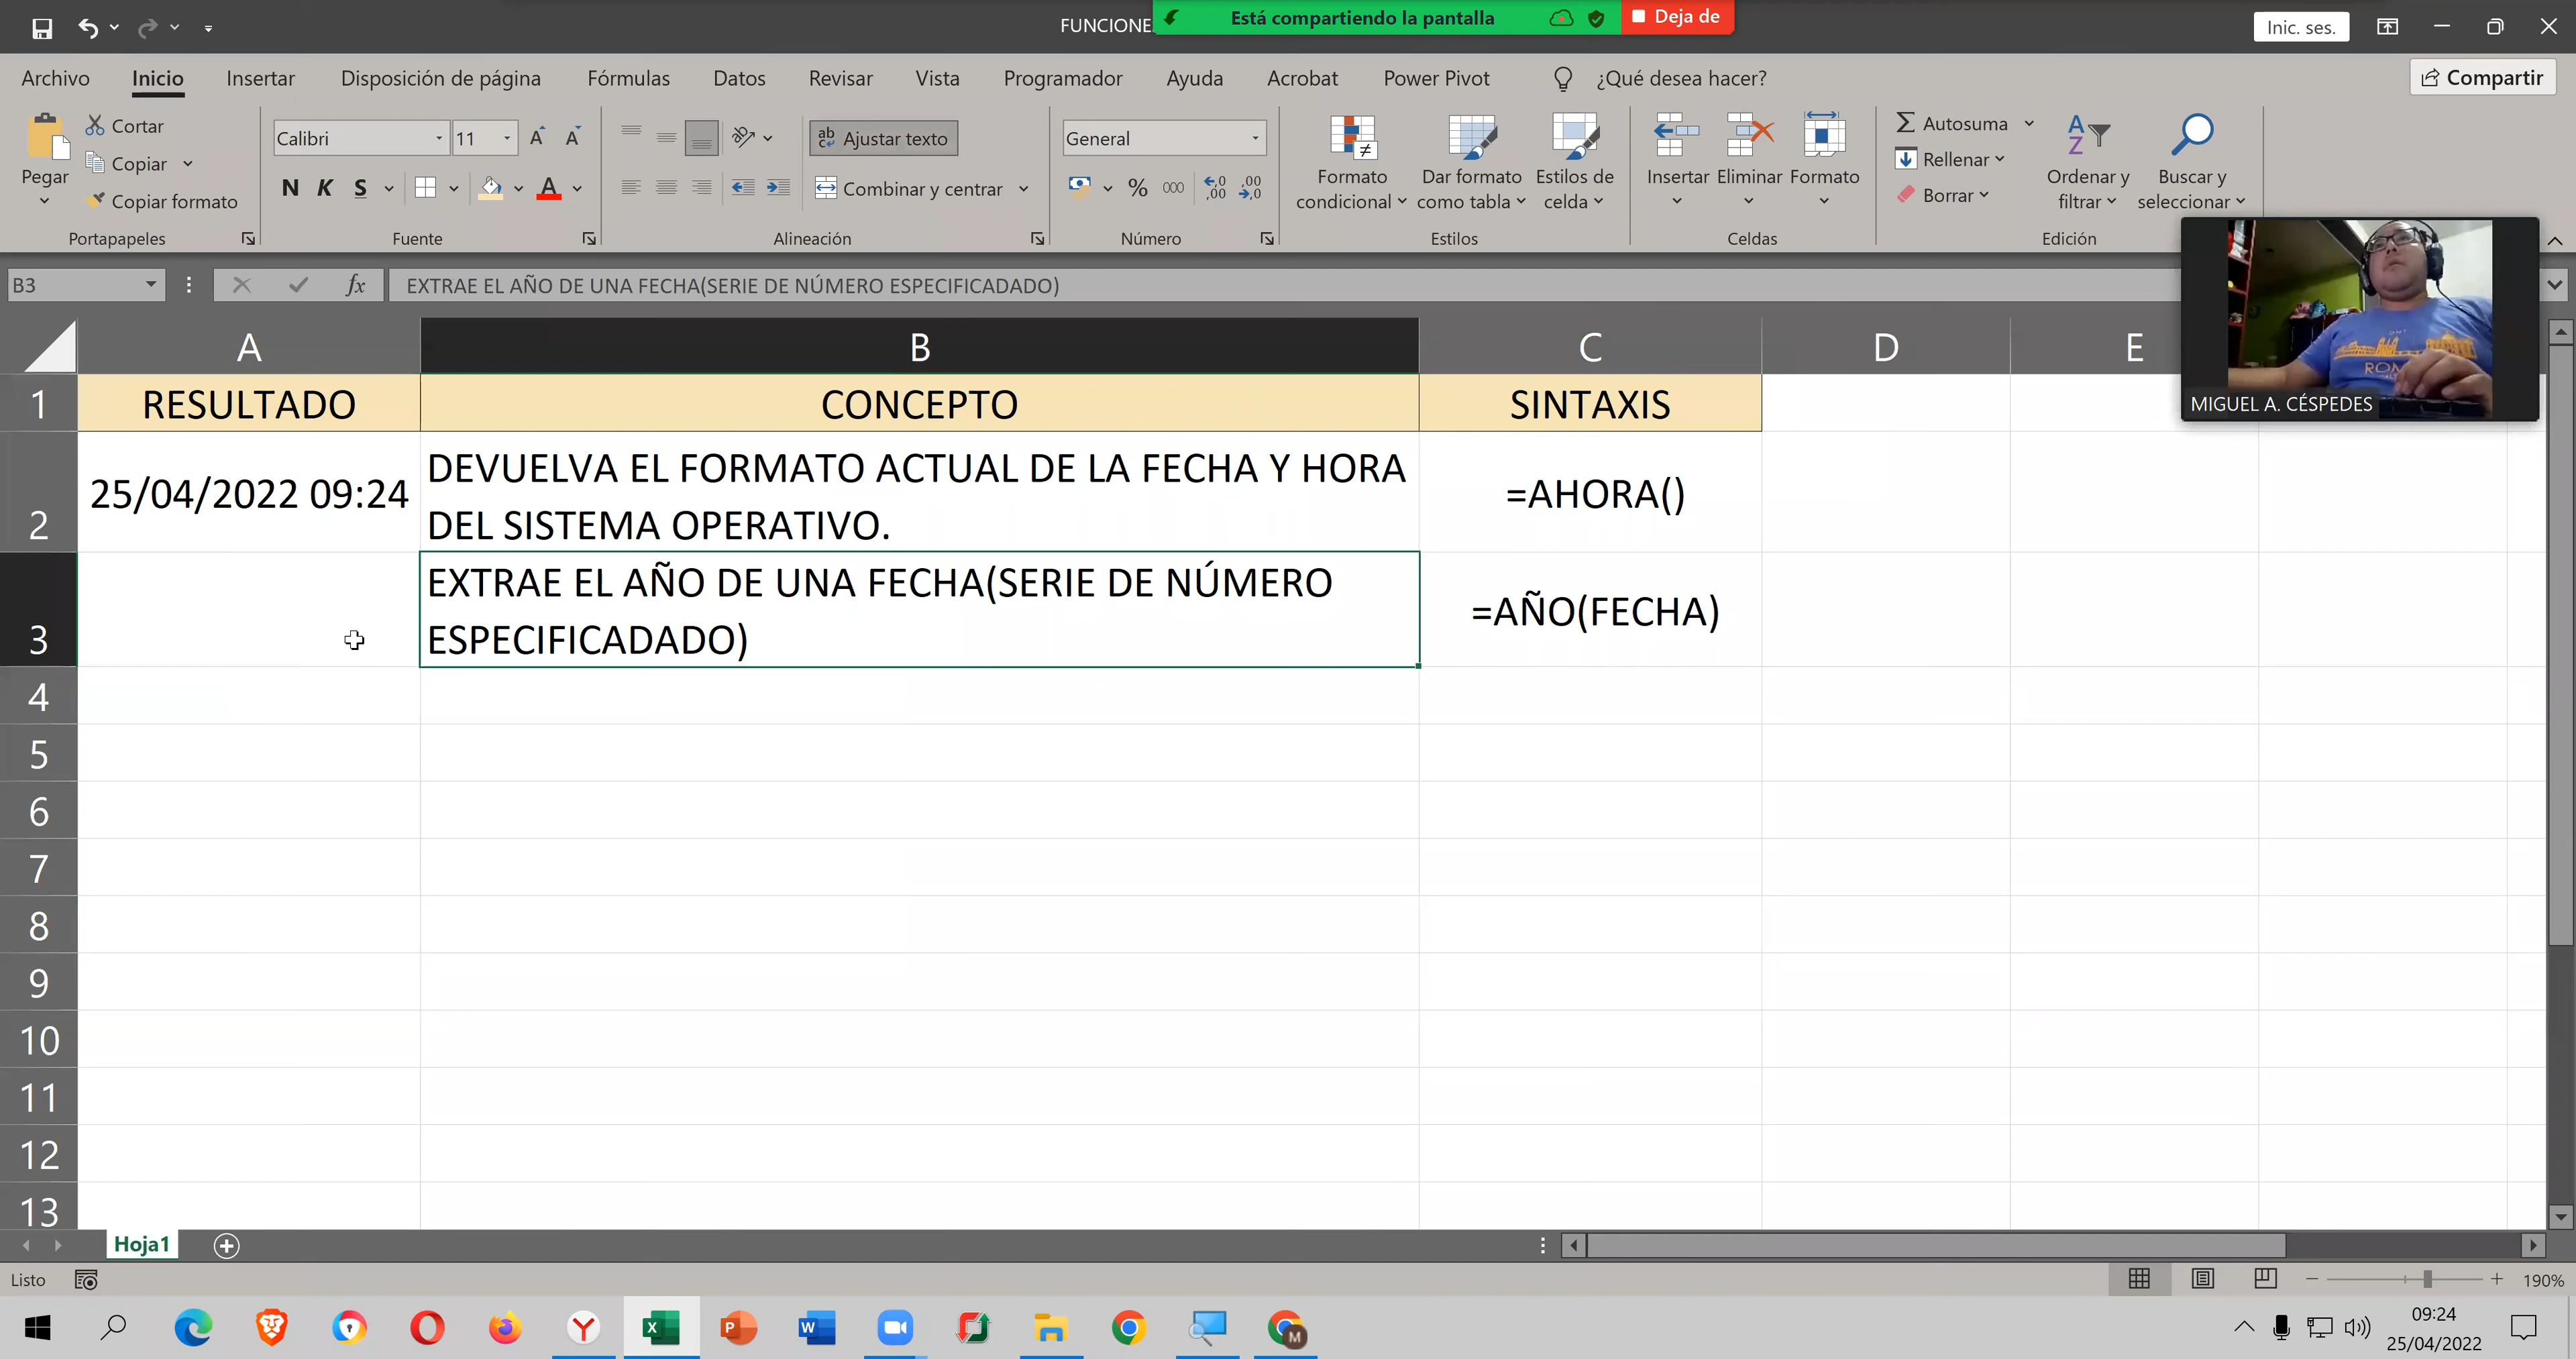 FUNCIONE
Está compartiendo la pantalla
Deja de
Inic. ses.
Archivo
Inicio
Insertar
Disposición de página
Fórmulas
Datos
Revisar
Vista
Programador
Ayuda
Acrobat
Power Pivot
¿Qué desea hacer?
Compartir
Pegar
Cortar
Copiar
Copiar formato
Portapapeles
Calibri
11
N K S
Fuente
Ajustar texto
Combinar y centrar
Alineación
General
% 000
Número
Formato condicional
Dar formato como tabla
Estilos de celda
Estilos
Insertar
Eliminar
Formato
Celdas
Autosuma
Rellenar
Borrar
Ordenar y filtrar
Buscar y seleccionar
Edición
B3
fx
EXTRAE EL AÑO DE UNA FECHA(SERIE DE NÚMERO ESPECIFICADADO)
MIGUEL A. CÉSPEDES
A B C D E
1 RESULTADO CONCEPTO SINTAXIS
2 25/04/2022 09:24 DEVUELVA EL FORMATO ACTUAL DE LA FECHA Y HORA
DEL SISTEMA OPERATIVO. =AHORA()
3 EXTRAE EL AÑO DE UNA FECHA(SERIE DE NÚMERO
ESPECIFICADADO) =AÑO(FECHA)
4
5
6
7
8
9
10
11
12
13
Hoja1
Listo
190%
09:24
25/04/2022